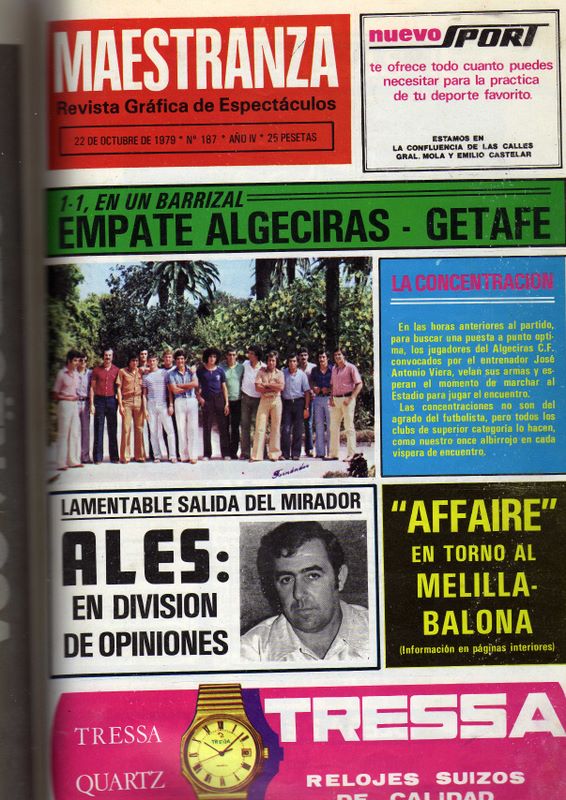 MAESTRANZA
Revista Gráfica de Espectáculos
22 DE OCTUBRE DE 1979 * Nº 187 * AÑO IV * 25 PESETAS
nuevo SPORT
te ofrece todo cuanto puedes
necesitar para la practica
de tu deporte favorito.
ESTAMOS EN
LA CONFLUENCIA DE LAS CALLES
GRAL. MOLA Y EMILIO CASTELAR
1-1, EN UN BARRIZAL
EMPATE ALGECIRAS - GETAFE
LA CONCENTRACION
En las horas anteriores al partido,
para buscar una puesta a punto opti-
ma, los jugadores del Algeciras C.F.
convocados por el entrenador José
Antonio Viera, velan sus armas y es-
peran el momento de marchar al
Estadio para jugar el encuentro.
Las concentraciones no son del
agrado del futbolista, pero todos los
clubs de superior categoría lo hacen,
como nuestro once albirrojo en cada
víspera de encuentro.
Fernández
LAMENTABLE SALIDA DEL MIRADOR
ALES:
EN DIVISION
DE OPINIONES
"AFFAIRE"
EN TORNO AL
MELILLA-
BALONA
(Información en páginas interiores)
TRESSA
QUARTZ
TRESSA
TRESSA
RELOJES SUIZOS
DE CALIDAD